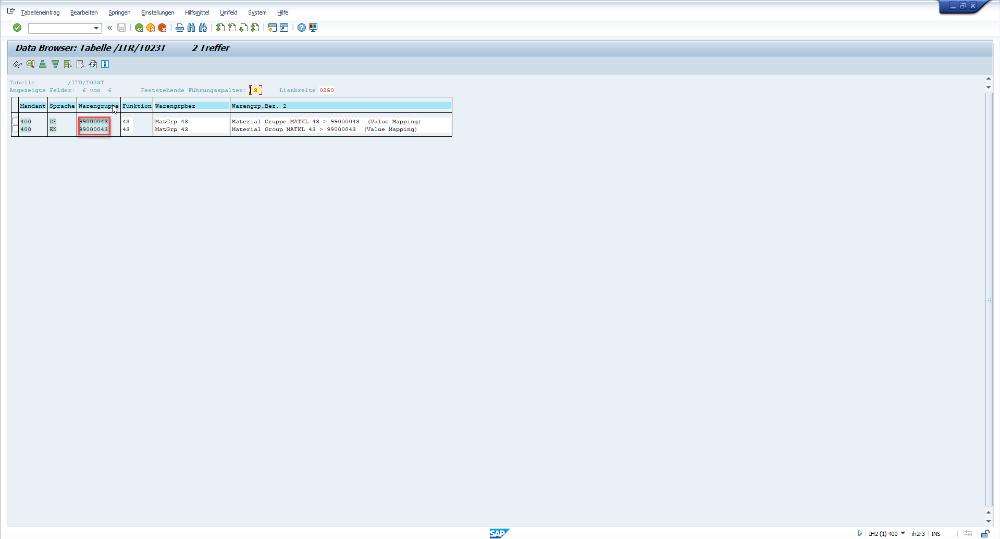 Tabelleneintrag Bearbeiten Springen Einstellungen Hilfsmittel Umfeld System Hilfe
Data Browser: Tabelle /ITR/T023T 2 Treffer
Tabelle: /ITR/T023T
Angezeigte Felder: 6 von 6 Feststehende Führungsspalten: 3 Listbreite 0250
Mandant Sprache Warengruppe Funktion Warengrpbez Warengrp.Bez. 2
400 DE 99000043 43 MatGrp 43 Material Gruppe MATKL 43 > 99000043 (Value Mapping)
400 EN 99000043 43 MatGrp 43 Material Group MATKL 43 > 99000043 (Value Mapping)
SAP IH2 (1) 400 ih2r3 INS